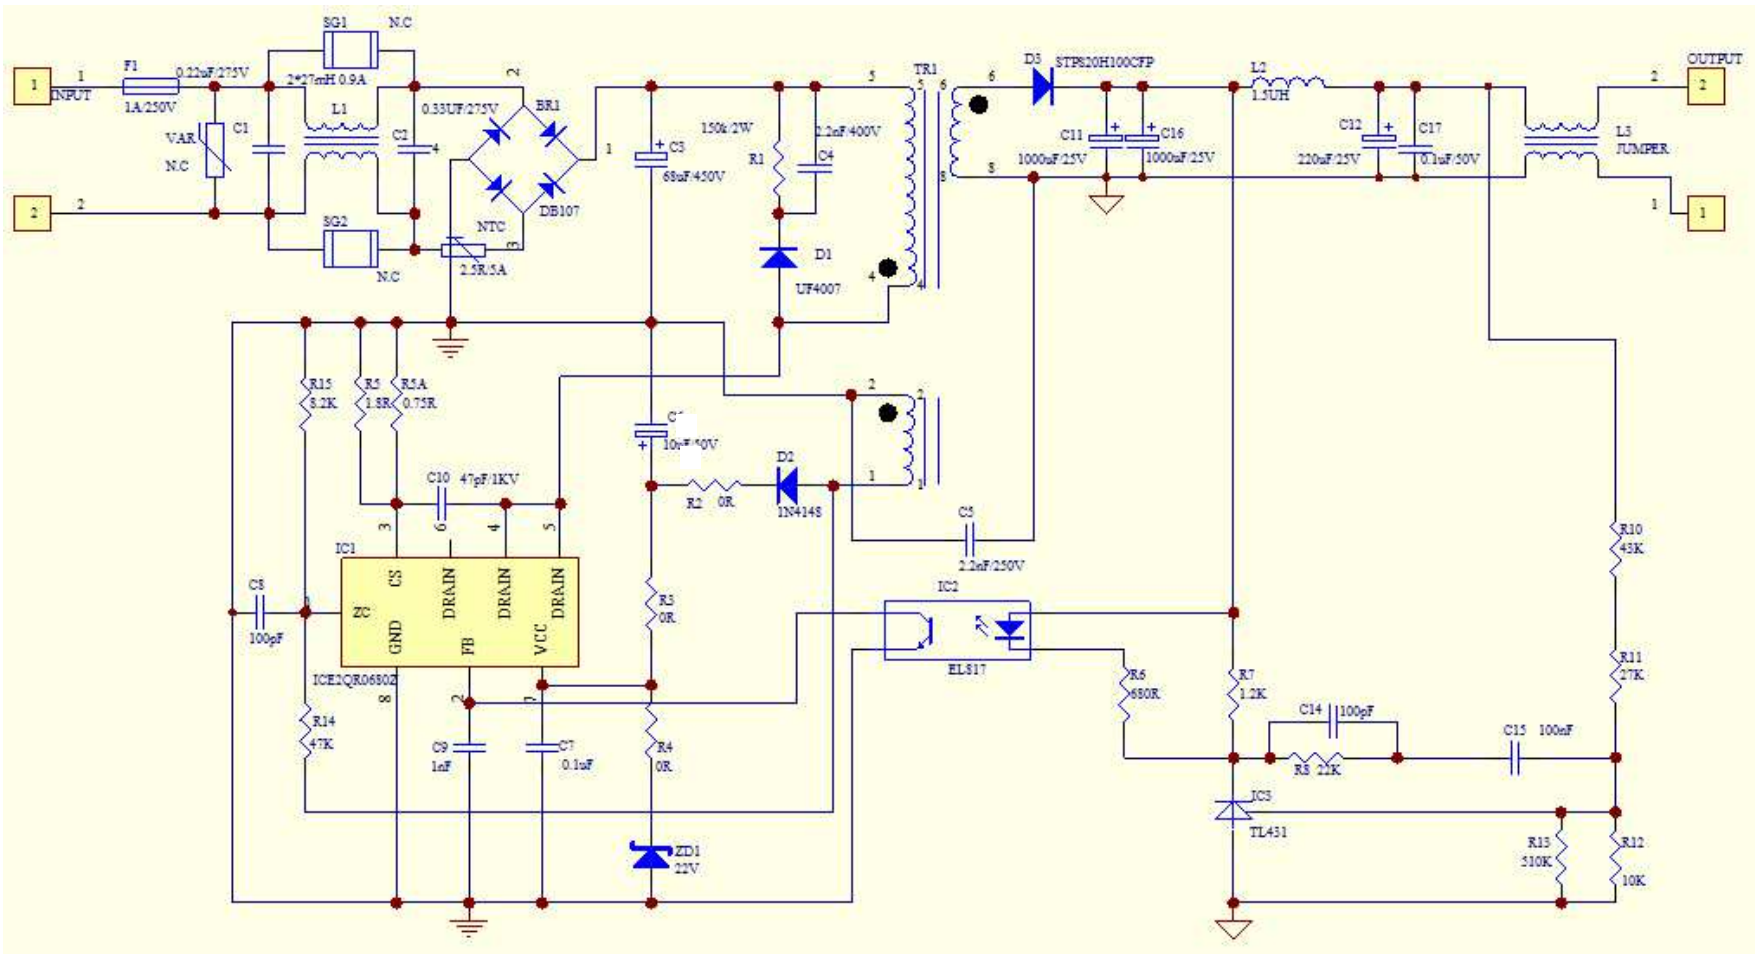 SG1 N.C
F1
0.22uF/275V
2*27mH 0.9A
1
1
INPUT
1A/250V
VAR
N.C
C1
L1
C2
4
0.33UF/275V
2
BR1
1
DB107
3
NTC
2.5R/5A
2
2
SG2
N.C
C3
68uF/450V
150k/2W
R1
2.2nF/400V
C4
D1
UF4007
TR1
5
5
6
6
4
4
8
8
D3
STPS20H100CFP
C11
1000uF/25V
C16
1000uF/25V
L2
1.5UH
C12
220uF/25V
C17
0.1uF/50V
L3
JUMPER
OUTPUT
2
2
1
1
R15
8.2K
R5
1.8R
R5A
0.75R
C10 47pF/1KV
R2 0R
D2
1N4148
2
2
1
1
C5
2.2nF/250V
3
6
4
5
IC1
CS
DRAIN
DRAIN
DRAIN
ZC
GND
FB
VCC
ICE2QR0680Z
8
2
C8
100pF
R14
47K
C9
1nF
C7
0.1uF
R3
0R
R4
0R
ZD1
22V
IC2
EL817
R6
680R
R7
1.2K
C14 100pF
R8 22K
C15 100nF
IC3
TL431
R10
43K
R11
27K
R13
510K
R12
10K